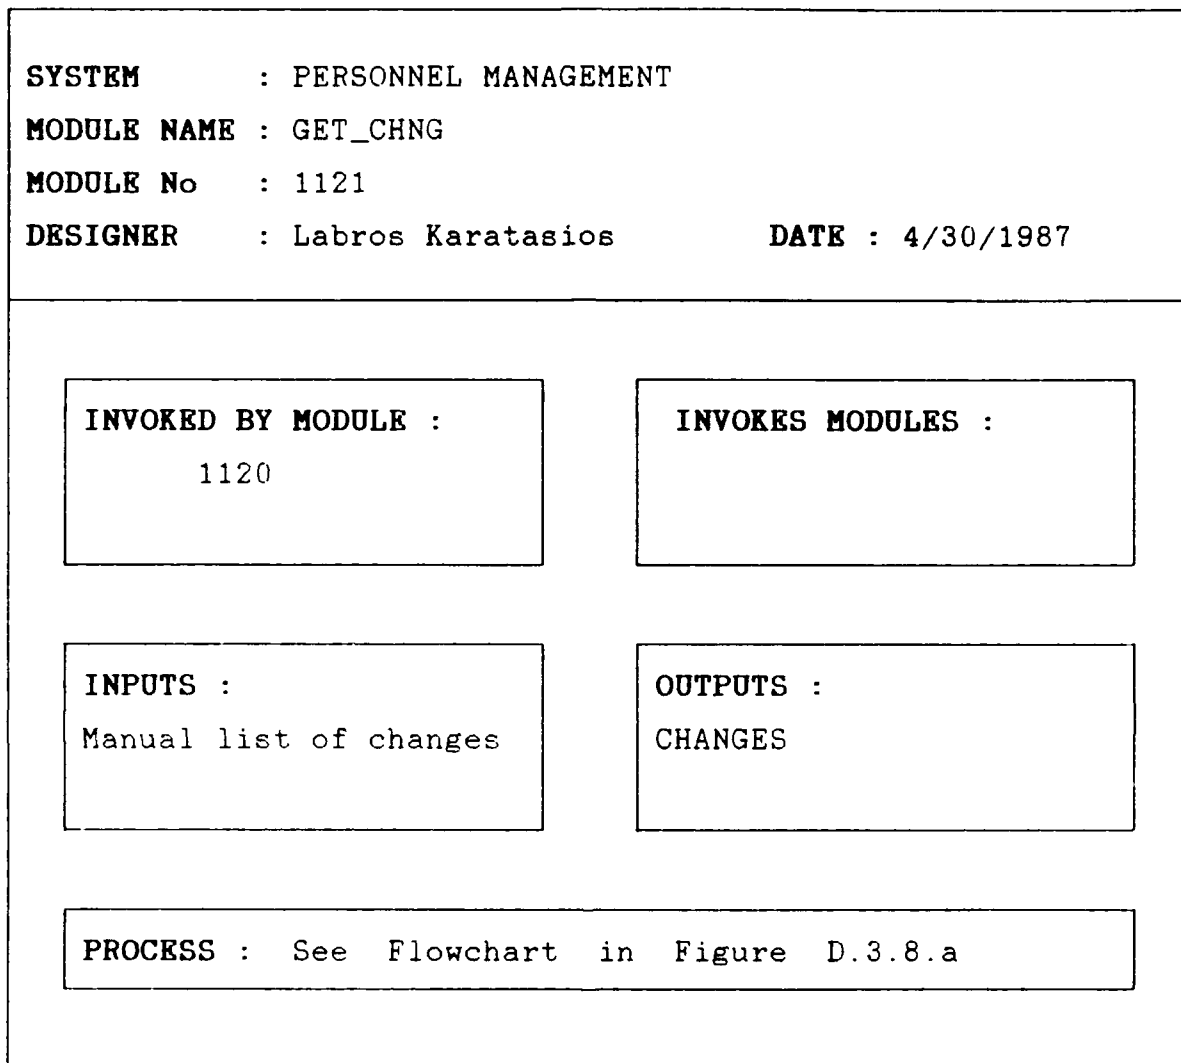 SYSTEM : PERSONNEL MANAGEMENT
MODULE NAME : GET_CHNG
MODULE No : 1121
DESIGNER : Labros Karatasios DATE : 4/30/1987
INVOKED BY MODULE :
1120
INVOKES MODULES :
INPUTS :
Manual list of changes
OUTPUTS :
CHANGES
PROCESS : See Flowchart in Figure D.3.8.a